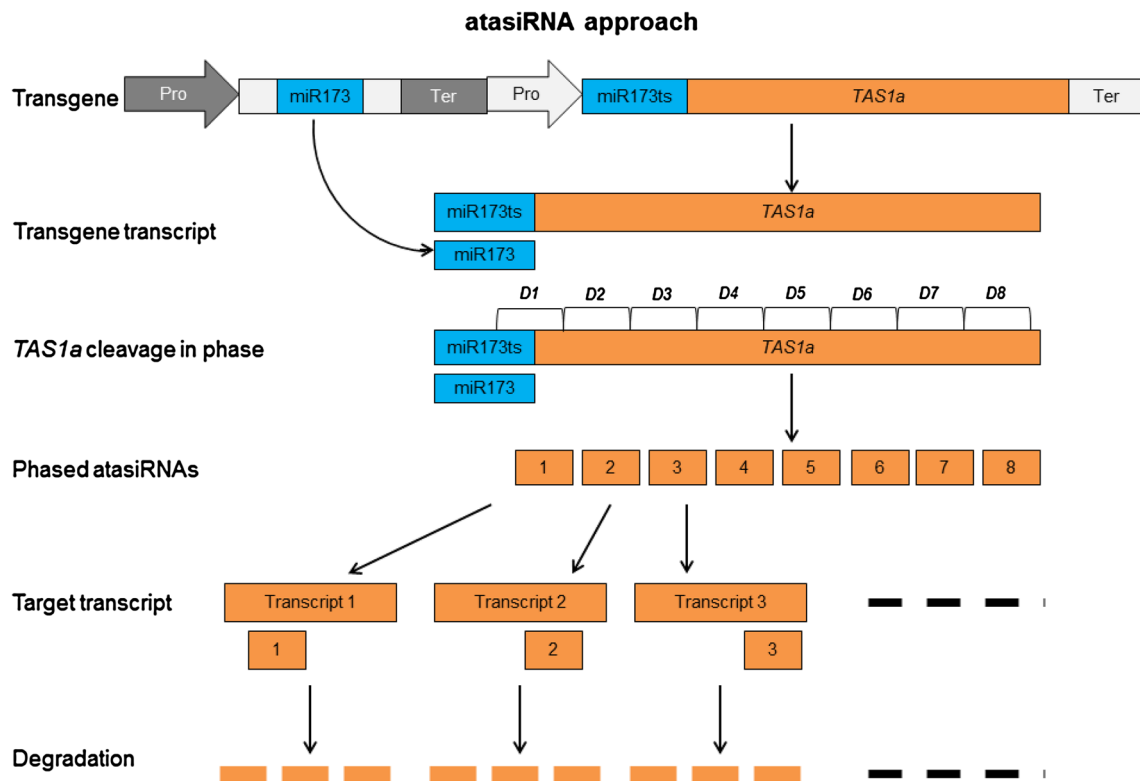 atasiRNA approach
Transgene Pro miR173 Ter Pro miR173ts TAS1a Ter
miR173ts TAS1a
Transgene transcript
miR173
D1 D2 D3 D4 D5 D6 D7 D8
TAS1a cleavage in phase miR173ts TAS1a
miR173
Phased atasiRNAs 1 2 3 4 5 6 7 8
Target transcript Transcript 1 Transcript 2 Transcript 3
1 2 3
Degradation